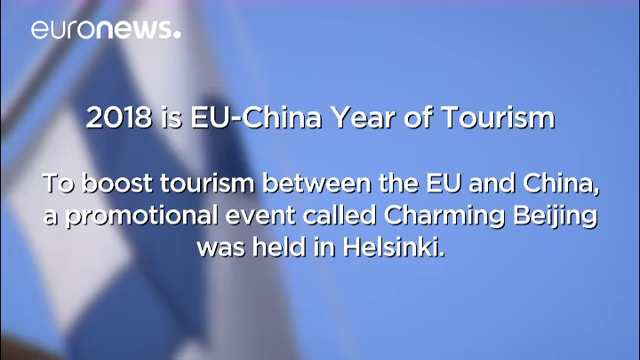 euronews.
2018 is EU-China Year of Tourism
To boost tourism between the EU and China,
a promotional event called Charming Beijing
was held in Helsinki.